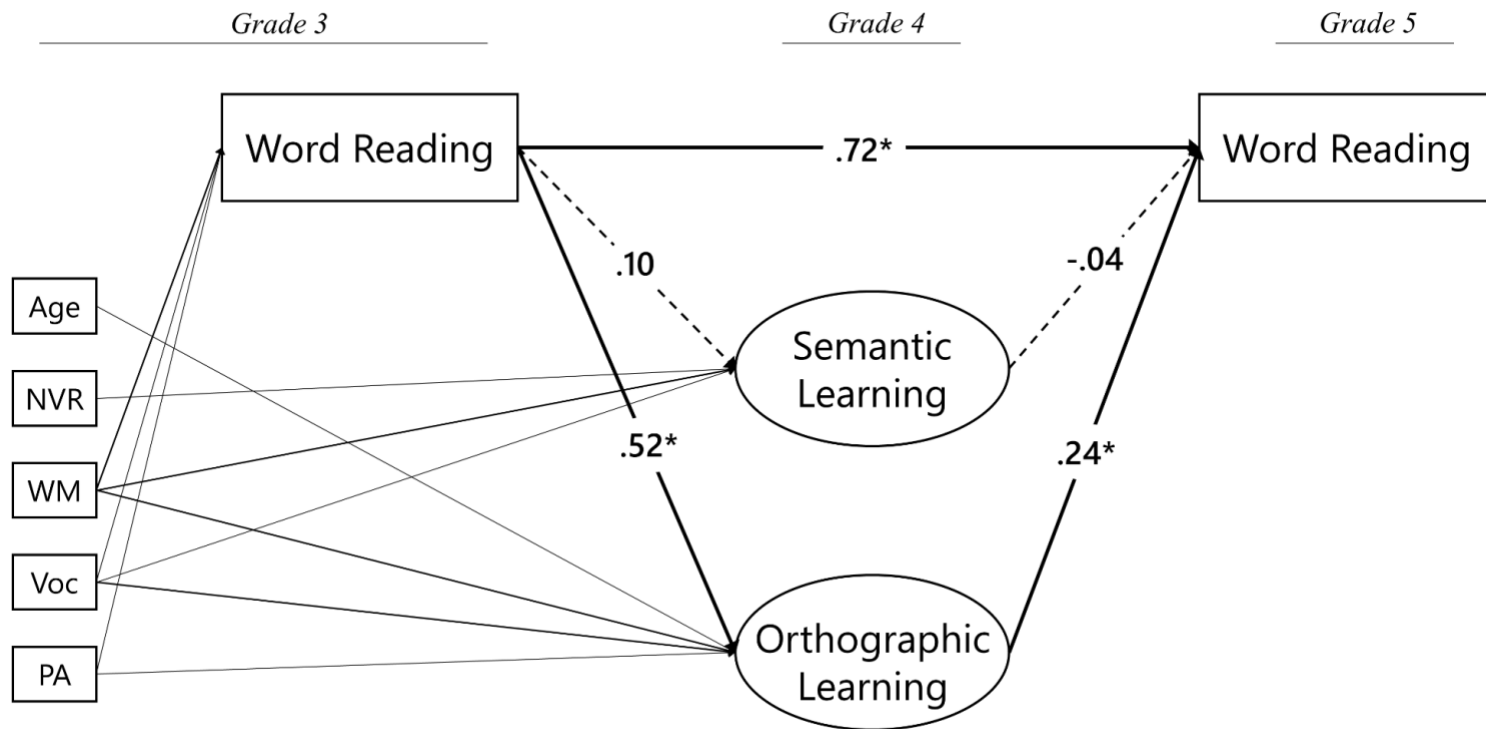 Grade 3
Grade 4
Grade 5
Word Reading
.72*
Word Reading
.10
-.04
Age
Semantic
Learning
NVR
.52*
.24*
WM
Voc
Orthographic
Learning
PA